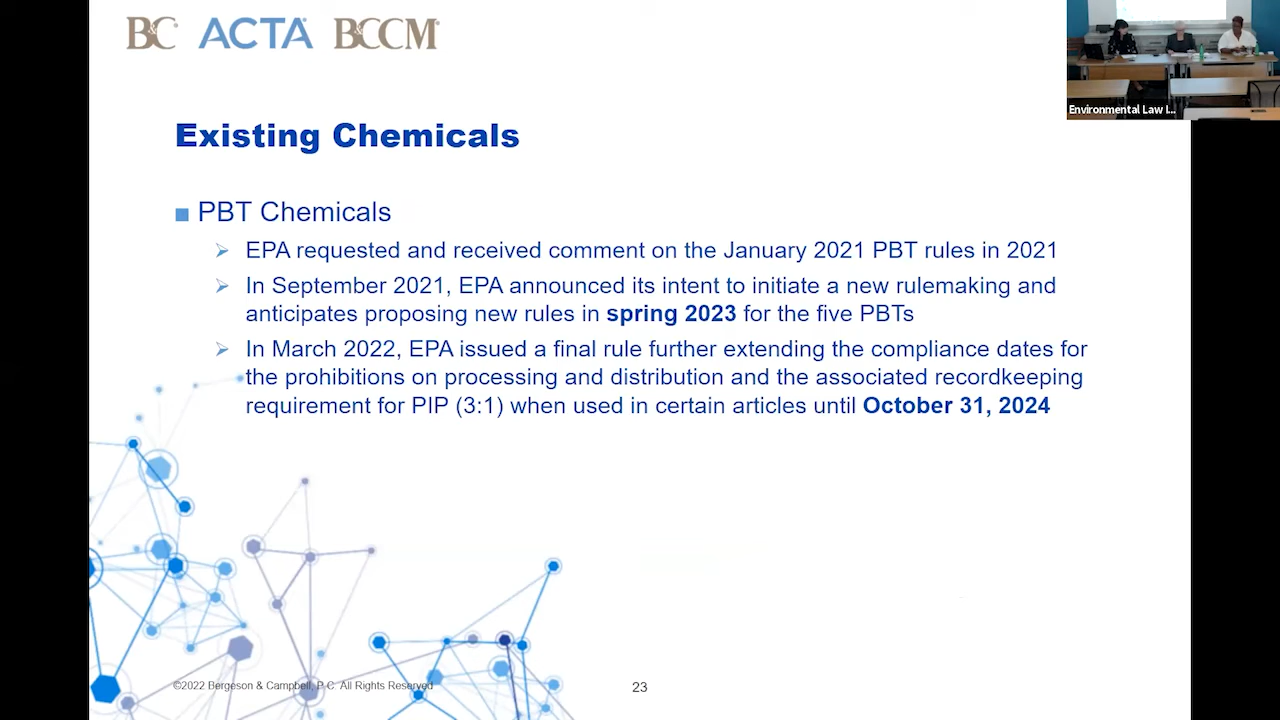 B&C® ACTA® BCCM®
Environmental Law I...
Existing Chemicals
PBT Chemicals
EPA requested and received comment on the January 2021 PBT rules in 2021
In September 2021, EPA announced its intent to initiate a new rulemaking and
anticipates proposing new rules in spring 2023 for the five PBTs
In March 2022, EPA issued a final rule further extending the compliance dates for
the prohibitions on processing and distribution and the associated recordkeeping
requirement for PIP (3:1) when used in certain articles until October 31, 2024
©2022 Bergeson & Campbell, P.C. All Rights Reserved
23